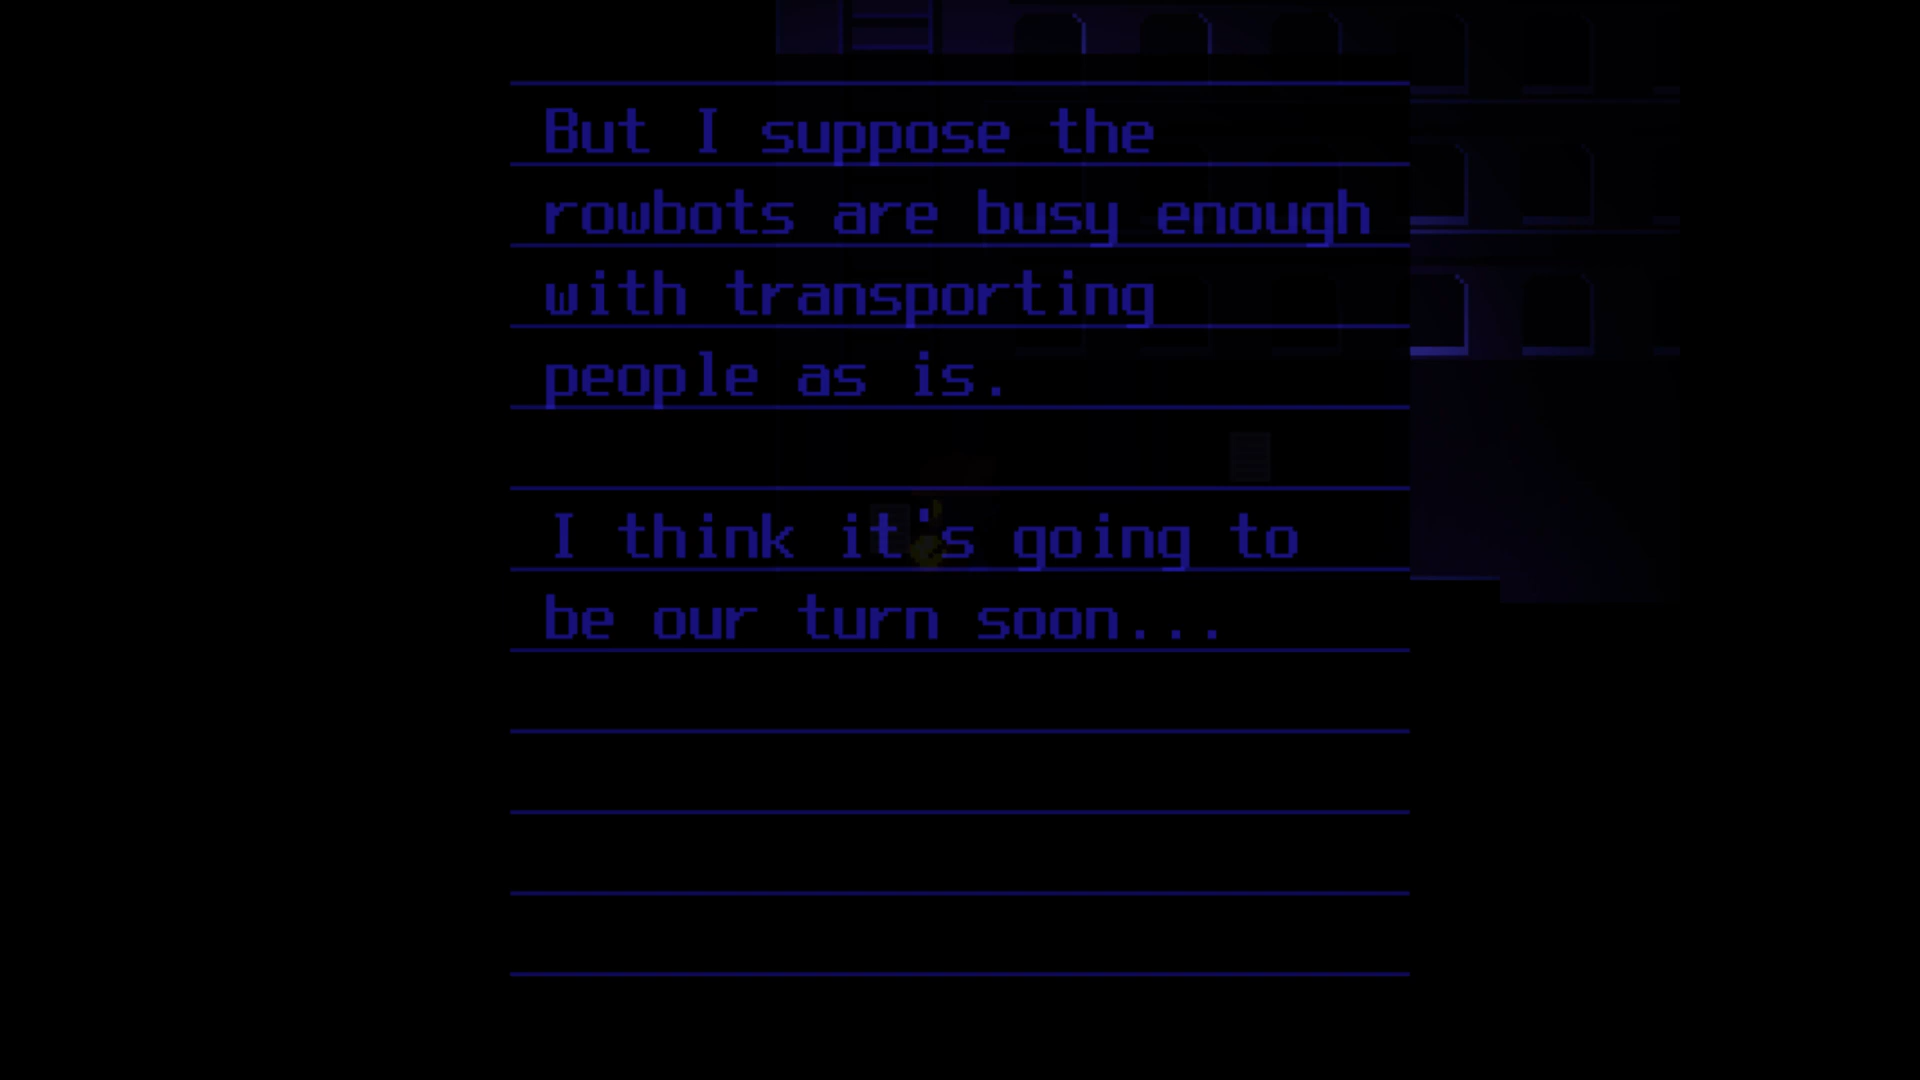 But I suppose the
rowbots are busy enough
with transporting
people as is.
I think it's going to
be our turn soon...